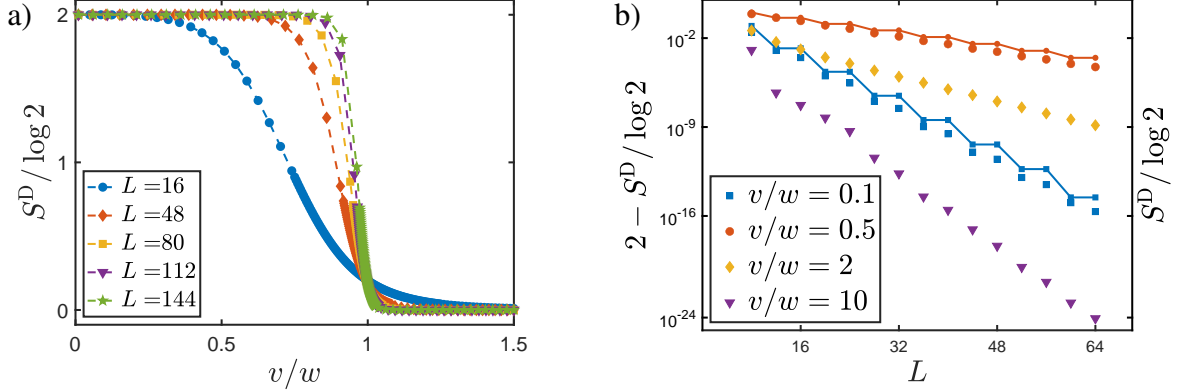 a)
S^D/log 2
2
1
0
L =16
L =48
L =80
L =112
L =144
0
0.5
1
1.5
v/w
b)
2 − S^D/log 2
10^-2
10^-9
10^-16
10^-24
v/w = 0.1
v/w = 0.5
v/w = 2
v/w = 10
16
32
48
64
L
S^D/log 2